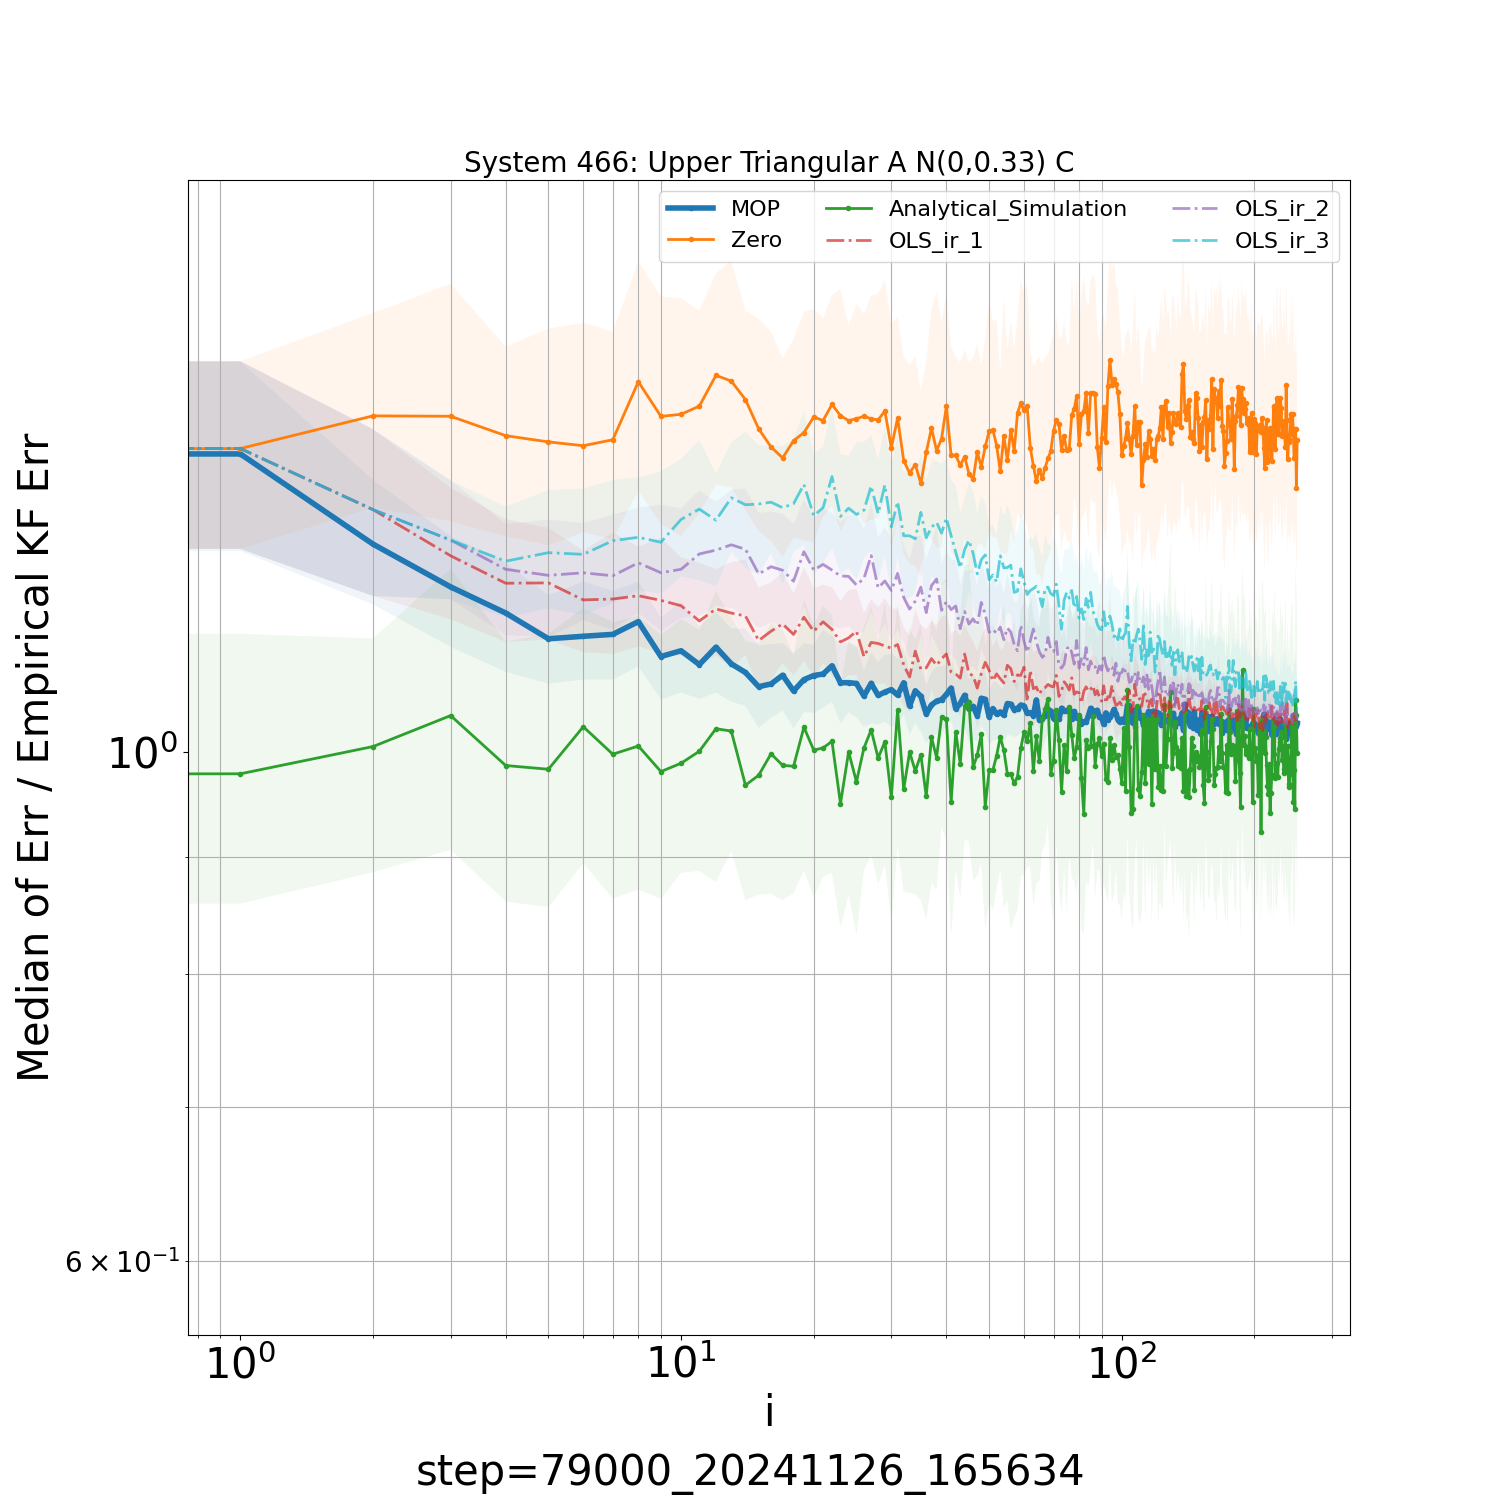 System 466: Upper Triangular A N(0,0.33) C
MOP
Zero
Analytical_Simulation
OLS_ir_1
OLS_ir_2
OLS_ir_3
Median of Err / Empirical KF Err
10⁰
6 × 10⁻¹
10⁰
10¹
10²
i
step=79000_20241126_165634